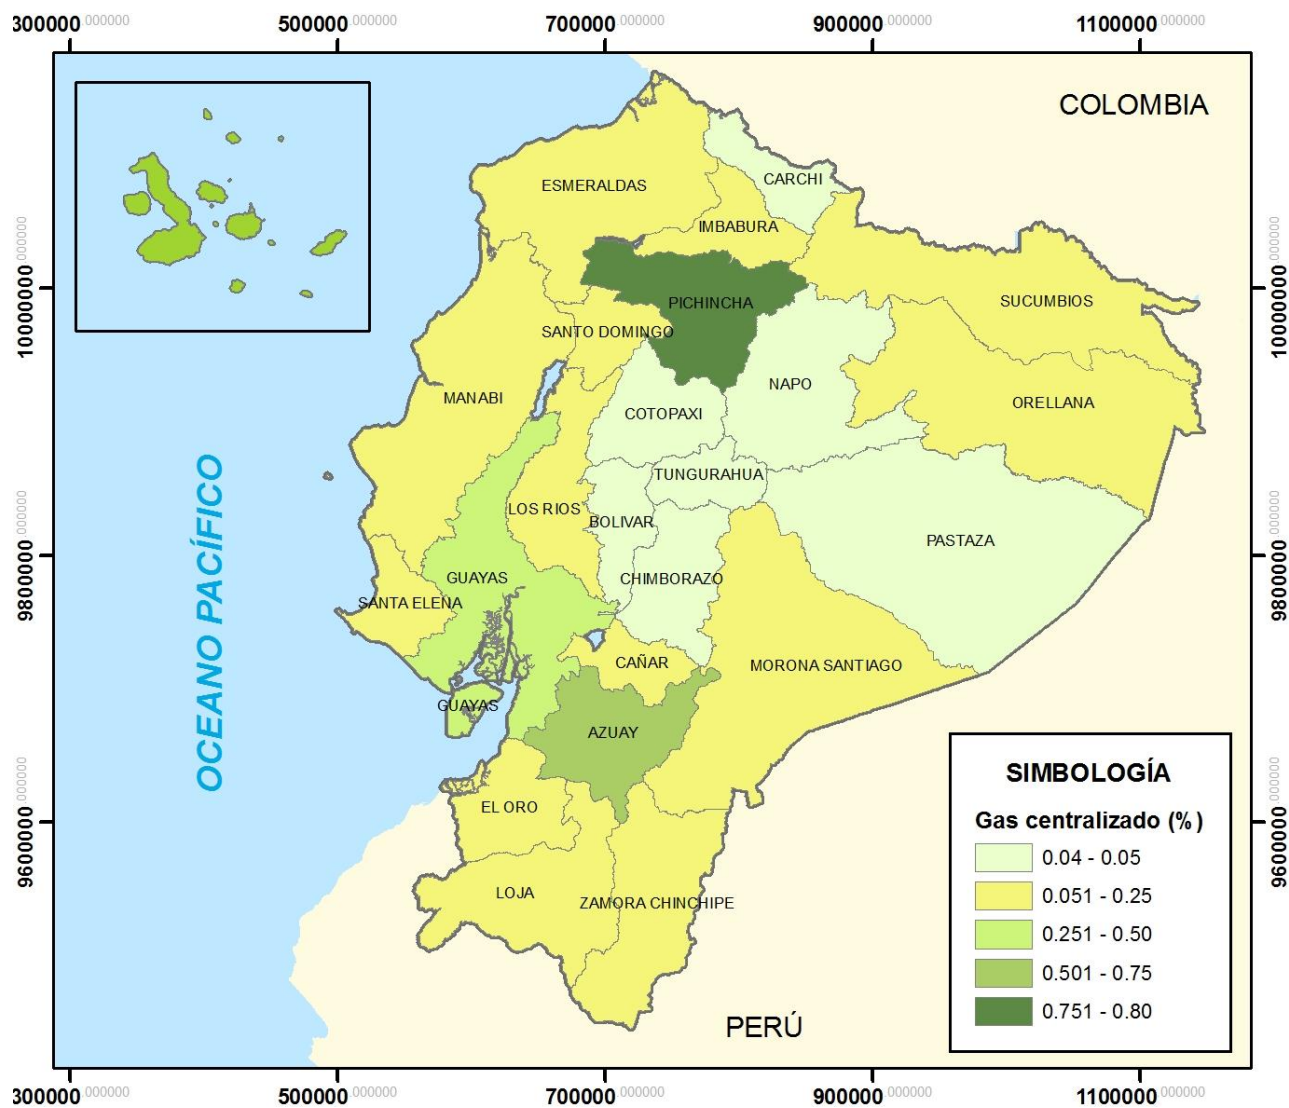 300000.000000 500000.000000 700000.000000 900000.000000 1100000.000000
COLOMBIA
CARCHI
ESMERALDAS
IMBABURA
10000000.000000
10000000.000000
SUCUMBIOS
PICHINCHA
SANTO DOMINGO
NAPO
MANABI
ORELLANA
COTOPAXI
TUNGURAHUA
LOS RIOS
BOLIVAR
PASTAZA
OCEANO PACÍFICO
9800000.000000
9800000.000000
GUAYAS
CHIMBORAZO
SANTA ELENA
CAÑAR
MORONA SANTIAGO
GUAYAS
AZUAY
EL ORO
9600000.000000
9600000.000000
LOJA
ZAMORA CHINCHIPE
PERÚ
SIMBOLOGÍA
Gas centralizado (%)
0.04 - 0.05
0.051 - 0.25
0.251 - 0.50
0.501 - 0.75
0.751 - 0.80
300000.000000 500000.000000 700000.000000 900000.000000 1100000.000000